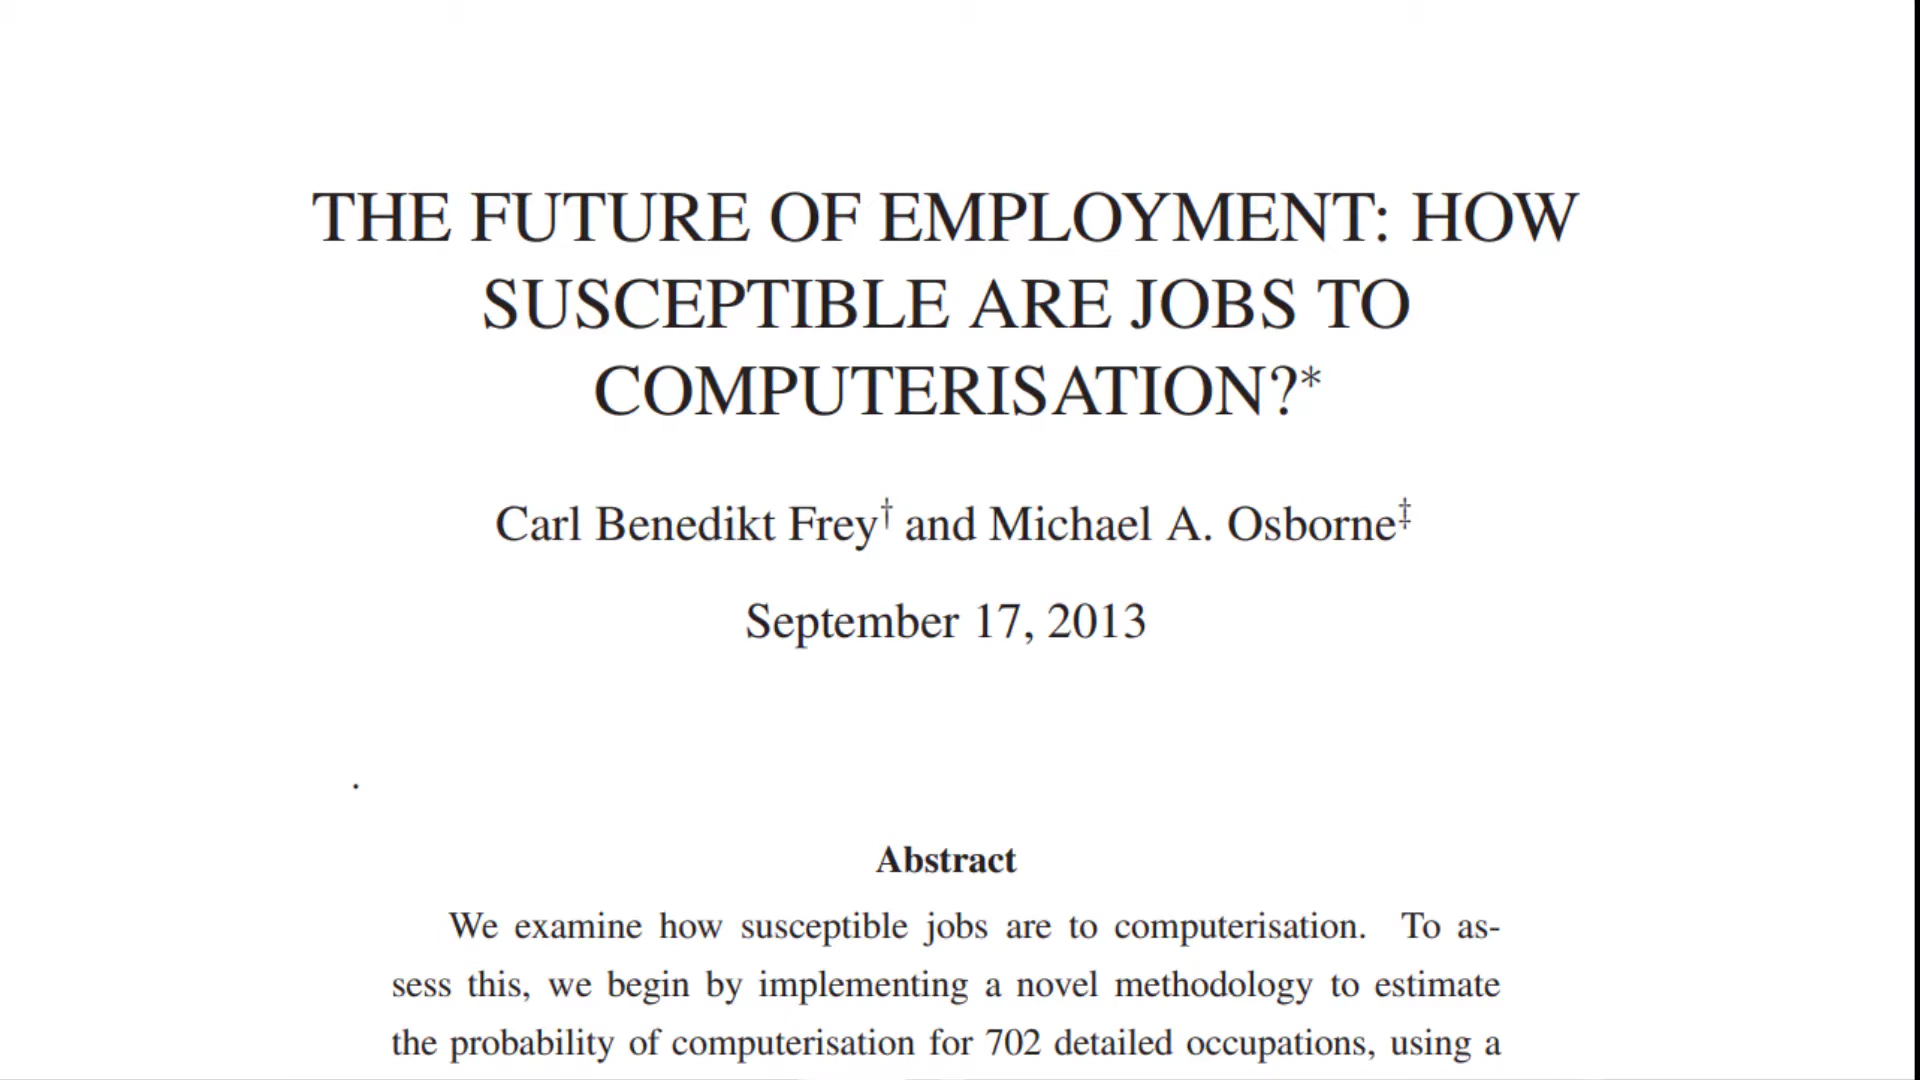 THE FUTURE OF EMPLOYMENT: HOW
SUSCEPTIBLE ARE JOBS TO
COMPUTERISATION?*
Carl Benedikt Frey† and Michael A. Osborne‡
September 17, 2013
.
Abstract
We examine how susceptible jobs are to computerisation. To as-
sess this, we begin by implementing a novel methodology to estimate
the probability of computerisation for 702 detailed occupations, using a